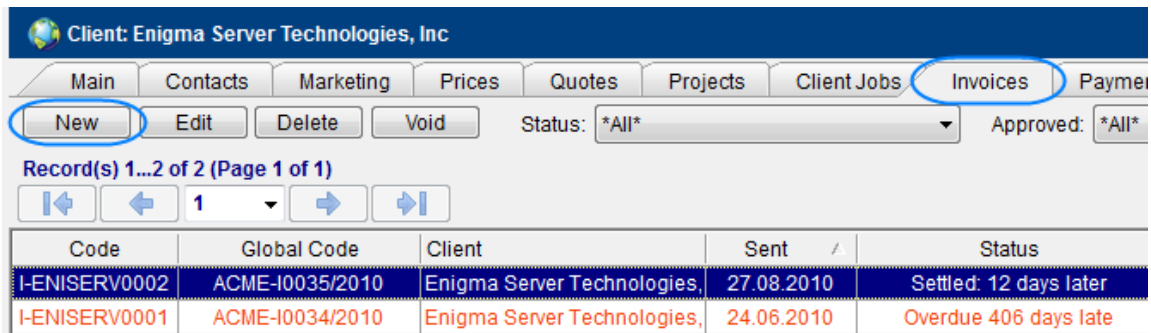 Client: Enigma Server Technologies, Inc
Main Contacts Marketing Prices Quotes Projects Client Jobs Invoices Paymer
New Edit Delete Void Status: *All* Approved: *All*
Record(s) 1...2 of 2 (Page 1 of 1)
1
Code Global Code Client Sent Status
I-ENISERV0002 ACME-I0035/2010 Enigma Server Technologies, 27.08.2010 Settled: 12 days later
I-ENISERV0001 ACME-I0034/2010 Enigma Server Technologies, 24.06.2010 Overdue 406 days late